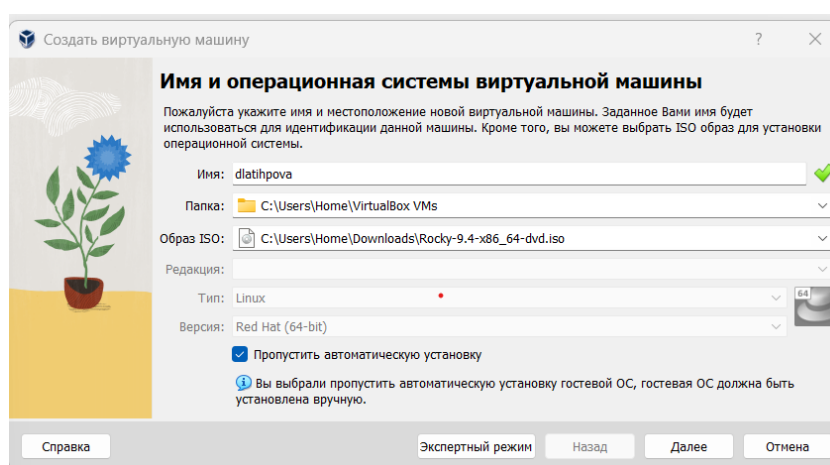 Создать виртуальную машину
Имя и операционная системы виртуальной машины
Пожалуйста укажите имя и местоположение новой виртуальной машины. Заданное Вами имя будет
использоваться для идентификации данной машины. Кроме того, вы можете выбрать ISO образ для установки
операционной системы.
Имя: dlatihpova
Папка: C:\Users\Home\VirtualBox VMs
Образ ISO: C:\Users\Home\Downloads\Rocky-9.4-x86_64-dvd.iso
Редакция:
Тип: Linux 64
Версия: Red Hat (64-bit)
Пропустить автоматическую установку
Вы выбрали пропустить автоматическую установку гостевой ОС, гостевая ОС должна быть
установлена вручную.
Справка Экспертный режим Назад Далее Отмена